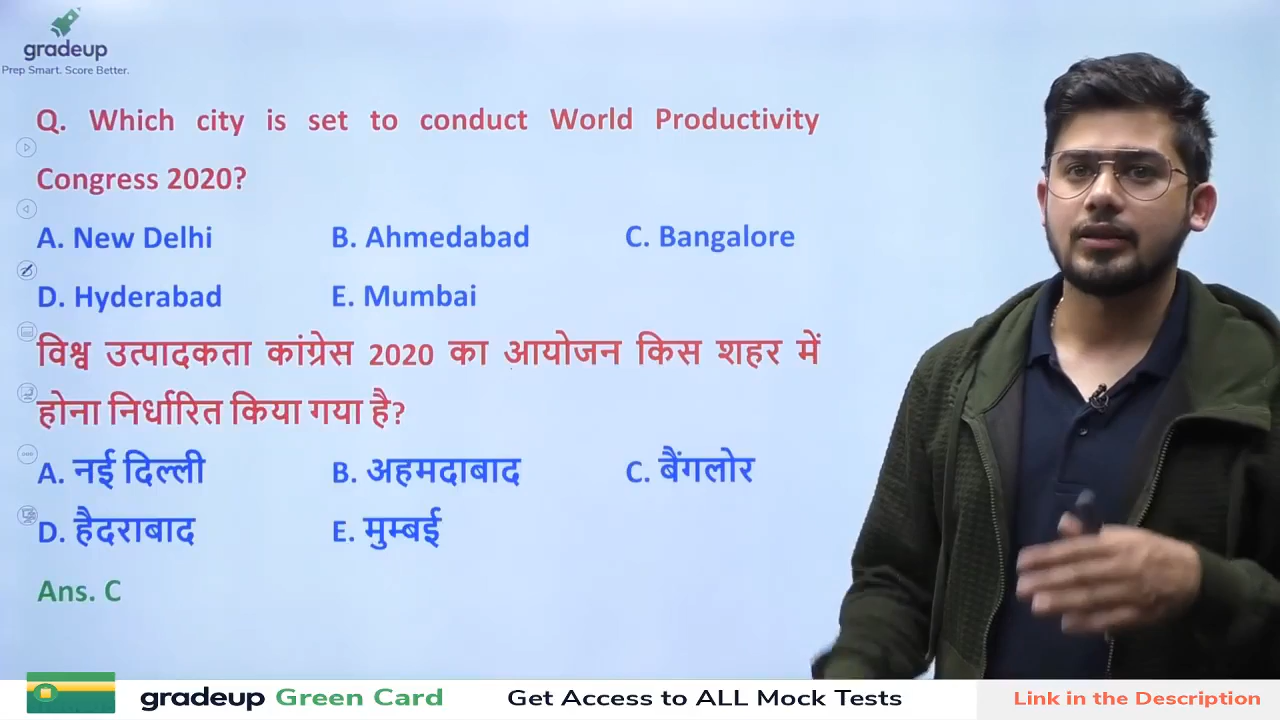 gradeup
Prep Smart. Score Better.
Q. Which city is set to conduct World Productivity
Congress 2020?
A. New Delhi B. Ahmedabad C. Bangalore
D. Hyderabad E. Mumbai
विश्व उत्पादकता कांग्रेस 2020 का आयोजन किस शहर में
होना निर्धारित किया गया है?
A. नई दिल्ली B. अहमदाबाद C. बैंगलोर
D. हैदराबाद E. मुम्बई
Ans. C
gradeup Green Card Get Access to ALL Mock Tests Link in the Description